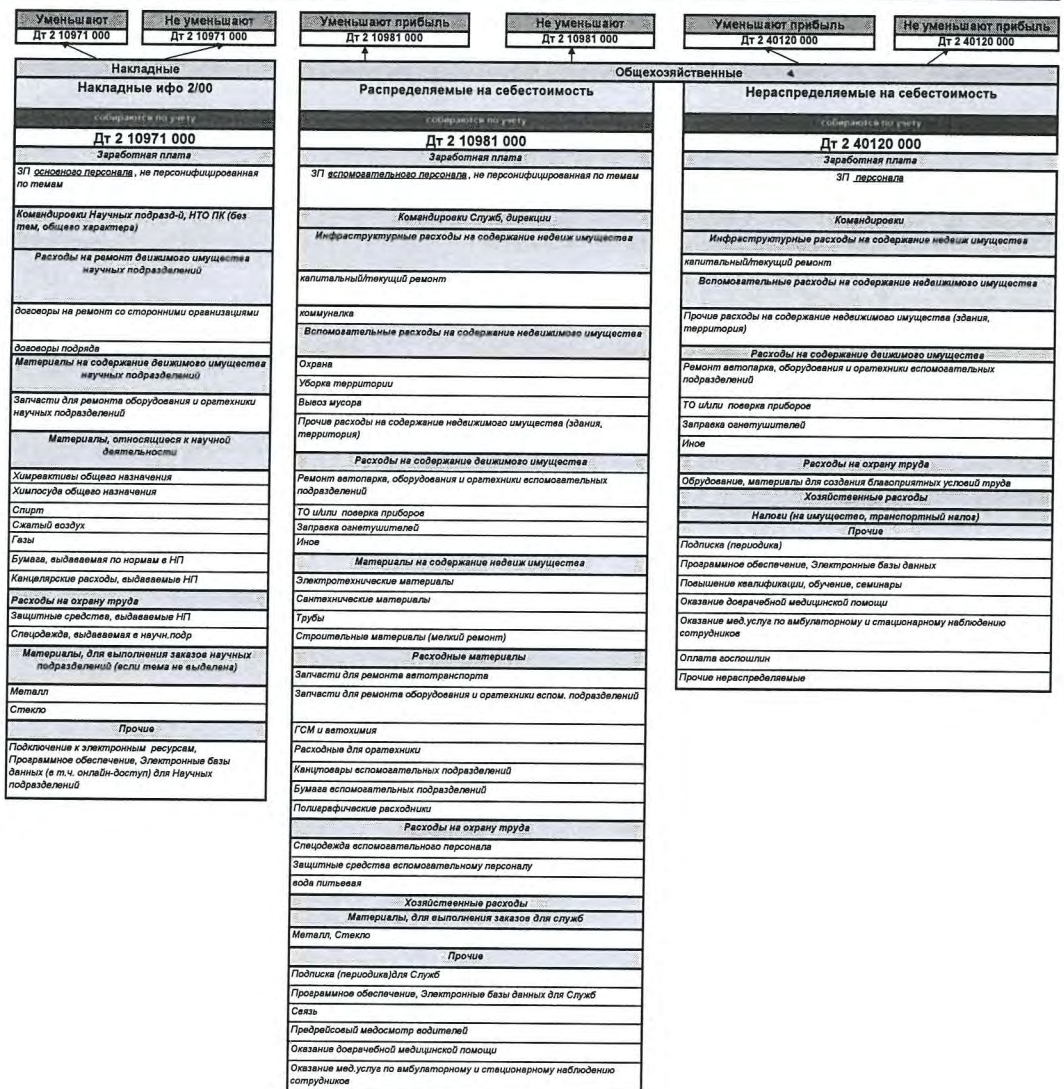 Уменьшают
Дт 2 10971 000
Не уменьшают
Дт 2 10971 000
Уменьшают прибыль
Дт 2 10981 000
Не уменьшают
Дт 2 10981 000
Уменьшают прибыль
Дт 2 40120 000
Не уменьшают прибыль
Дт 2 40120 000
Накладные
Накладные ифо 2/00
собираются по учету
Дт 2 10971 000
Заработная плата
ЗП основного персонала, не персонифицированная
по темам
Командировки Научных подразд-й, НТО ПК (без
тем, общего характера)
Расходы на ремонт движимого имущества
научных подразделений
договоры на ремонт со сторонними организациями
договоры подряда
Материалы на содержание движимого имущества
научных подразделений
Запчасти для ремонта оборудования и оргтехники
научных подразделений
Материалы, относящиеся к научной
деятельности
Химреактивы общего назначения
Химпосуда общего назначения
Спирт
Сжатый воздух
Газы
Бумага, выдаваемая по нормам в НП
Канцелярские расходы, выдаваемые НП
Расходы на охрану труда
Защитные средства, выдаваемые НП
Спецодежда, выдаваемая в научн.подр
Материалы, для выполнения заказов научных
подразделений (если тема не выделена)
Металл
Стекло
Прочие
Подключение к электронным ресурсам,
Программное обеспечение, Электронные базы
данных (в т.ч. онлайн-доступ) для Научных
подразделений
Общехозяйственные
Распределяемые на себестоимость
собираются по учету
Дт 2 10981 000
Заработная плата
ЗП вспомогательного персонала, не персонифицированная по темам
Командировки Служб, дирекции
Инфраструктурные расходы на содержание недвиж имущества
капитальный/текущий ремонт
коммуналка
Вспомогательные расходы на содержание недвижимого имущества
Охрана
Уборка территории
Вывоз мусора
Прочие расходы на содержание недвижимого имущества (здания,
территория)
Расходы на содержание движимого имущества
Ремонт автопарка, оборудования и оргтехники вспомогательных
подразделений
ТО и/или поверка приборов
Заправка огнетушителей
Иное
Материалы на содержание недвиж имущества
Электротехнические материалы
Сантехнические материалы
Трубы
Строительные материалы (мелкий ремонт)
Расходные материалы
Запчасти для ремонта автотранспорта
Запчасти для ремонта оборудования и оргтехники вспом. подразделений
ГСМ и автохимия
Расходные для оргтехники
Канцтовары вспомогательных подразделений
Бумага вспомогательных подразделений
Полиграфические расходники
Расходы на охрану труда
Спецодежда вспомогательного персонала
Защитные средства вспомогательному персоналу
вода питьевая
Хозяйственные расходы
Материалы, для выполнения заказов для служб
Металл, Стекло
Прочие
Подписка (периодика)для Служб
Программное обеспечение, Электронные базы данных для Служб
Связь
Предрейсовый медосмотр водителей
Оказание доврачебной медицинской помощи
Оказание мед.услуг по амбулаторному и стационарному наблюдению
сотрудников
Нераспределяемые на себестоимость
собираются по учету
Дт 2 40120 000
Заработная плата
ЗП персонала
Командировки
Инфраструктурные расходы на содержание недвиж имущества
капитальный/текущий ремонт
Вспомогательные расходы на содержание недвижимого имущества
Прочие расходы на содержание недвижимого имущества (здания,
территория)
Расходы на содержание движимого имущества
Ремонт автопарка, оборудования и оргтехники вспомогательных
подразделений
ТО и/или поверка приборов
Заправка огнетушителей
Иное
Расходы на охрану труда
Обрудование, материалы для создания благоприятных условий труда
Хозяйственные расходы
Налоги (на имущество, транспортный налог)
Прочие
Подписка (периодика)
Программное обеспечение, Электронные базы данных
Повышение квалификации, обучение, семинары
Оказание доврачебной медицинской помощи
Оказание мед.услуг по амбулаторному и стационарному наблюдению
сотрудников
Оплата госпошлин
Прочие нераспределяемые